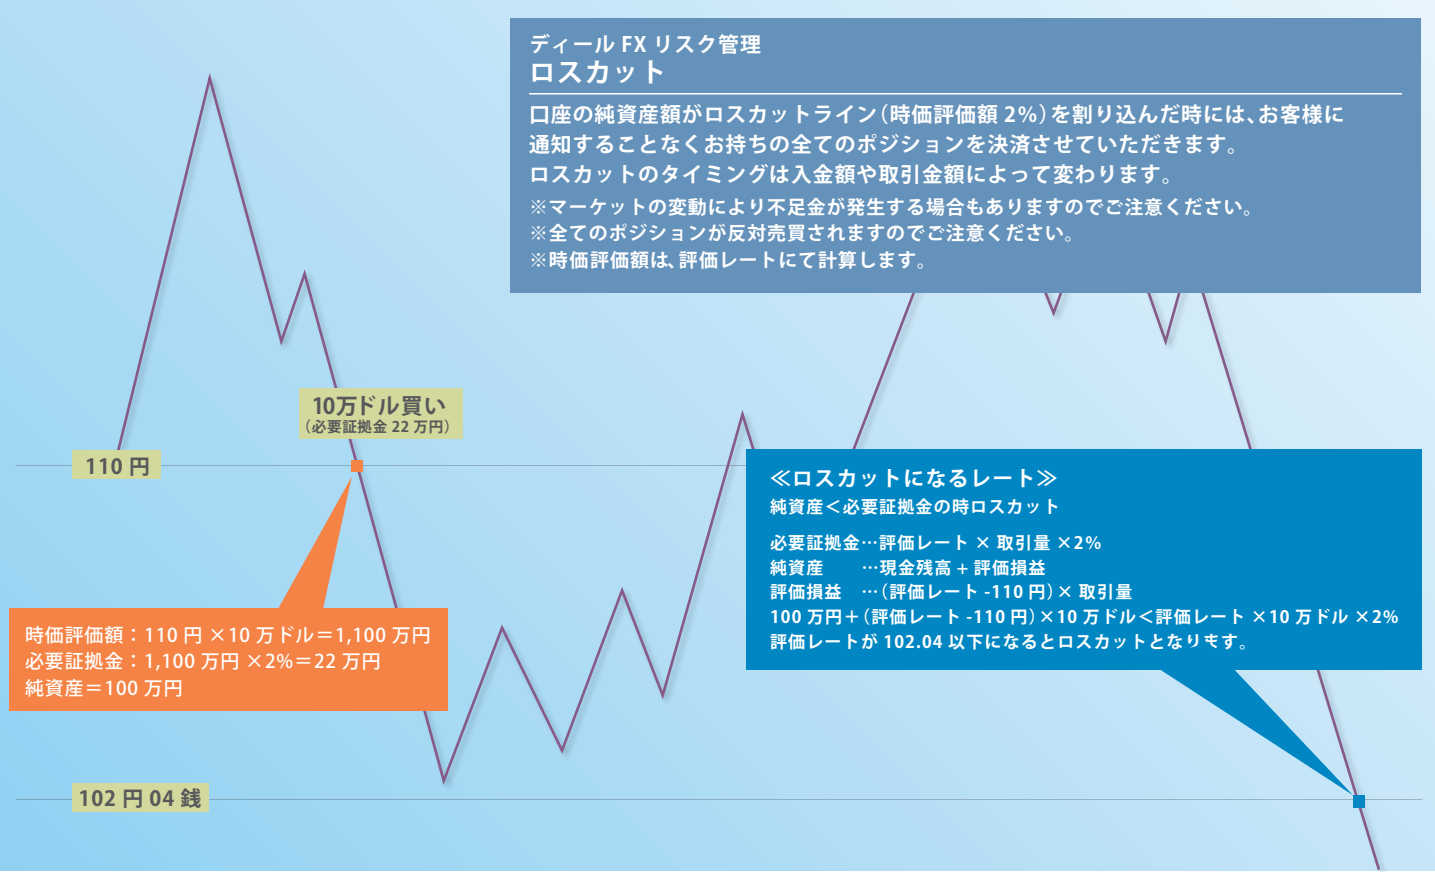 ディール FX リスク管理
ロスカット
口座の純資産額がロスカットライン（時価評価額 2%）を割り込んだ時には、お客様に
通知することなくお持ちの全てのポジションを決済させていただきます。
ロスカットのタイミングは入金額や取引金額によって変わります。
※マーケットの変動により不足金が発生する場合もありますのでご注意ください。
※全てのポジションが反対売買されますのでご注意ください。
※時価評価額は、評価レートにて計算します。
10万ドル買い
（必要証拠金 22 万円）
110 円
≪ロスカットになるレート≫
純資産＜必要証拠金の時ロスカット
必要証拠金…評価レート × 取引量 ×2%
純資産　　…現金残高 + 評価損益
評価損益　…（評価レート -110 円）× 取引量
100 万円＋（評価レート -110 円）×10 万ドル＜評価レート ×10 万ドル ×2%
評価レートが 102.04 以下になるとロスカットとなります。
時価評価額：110 円 ×10 万ドル＝1,100 万円
必要証拠金：1,100 万円 ×2%＝22 万円
純資産＝100 万円
102 円 04 銭